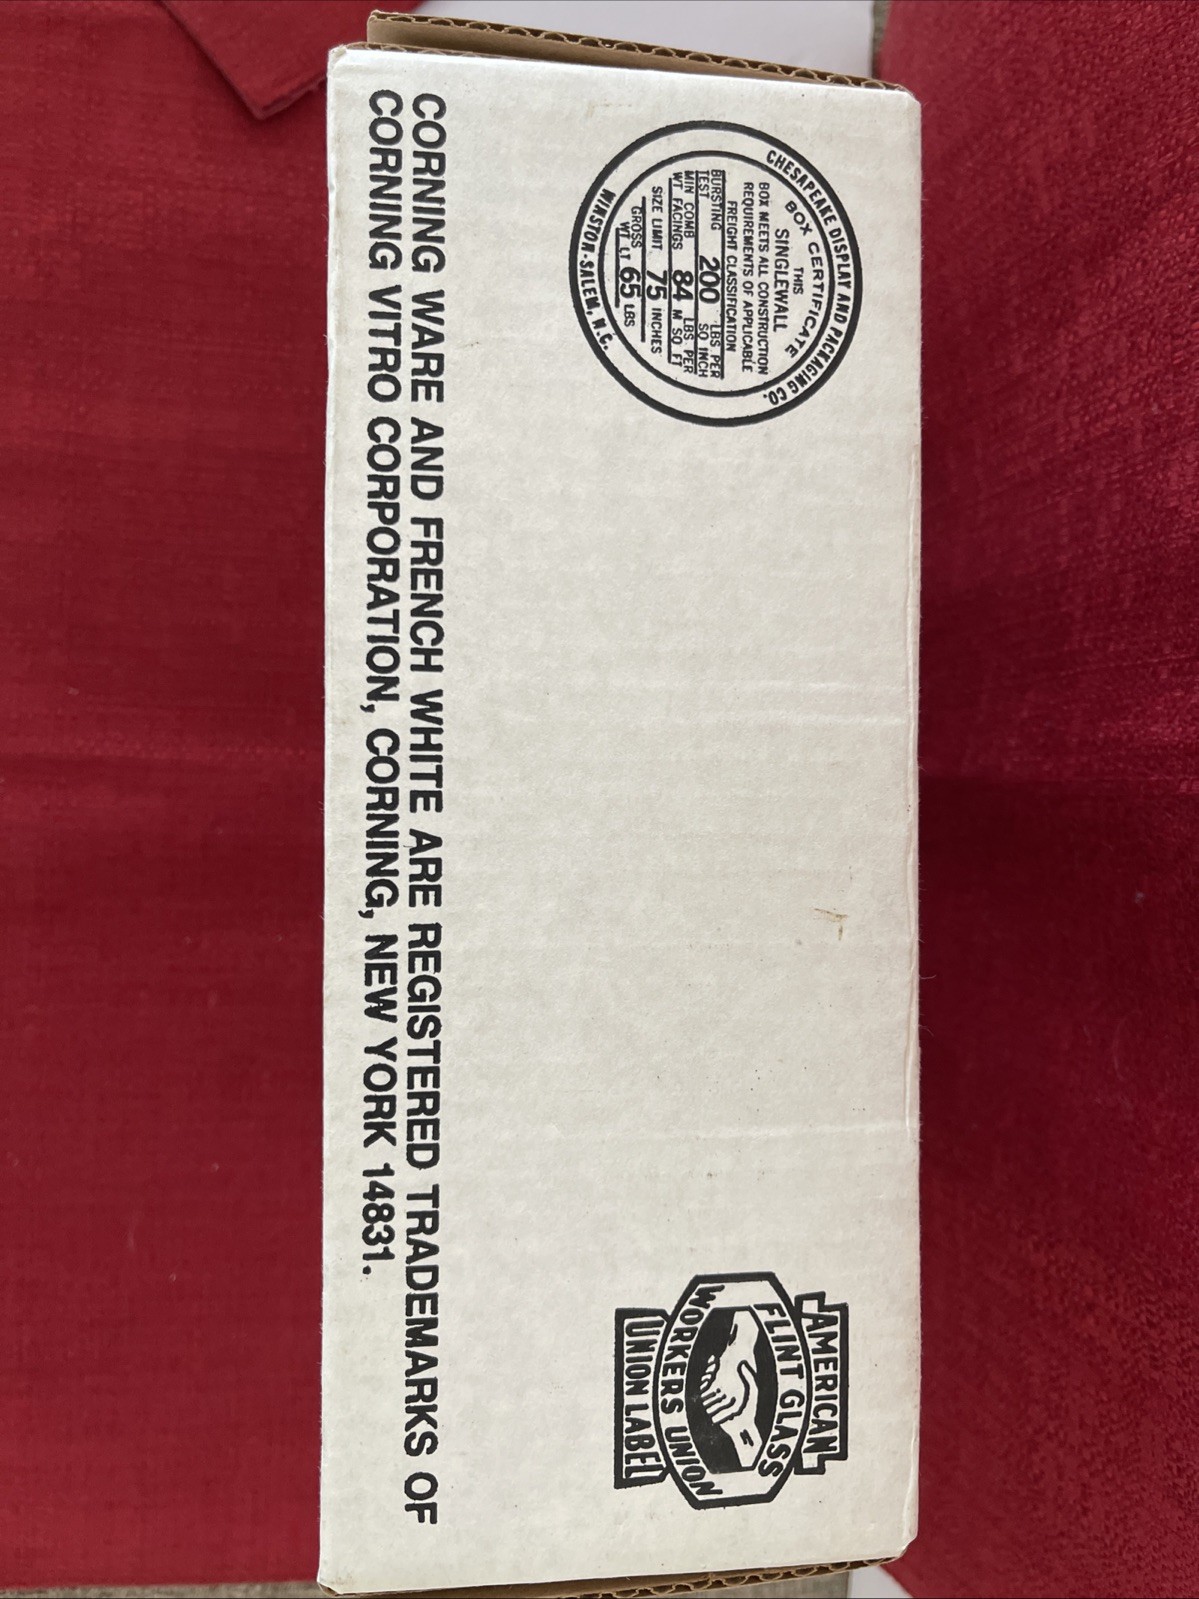 CHESAPEAKE DISPLAY AND PACKAGING CO.
BOX CERTIFICATE
THIS
SINGLEWALL
BOX MEETS ALL CONSTRUCTION
REQUIREMENTS OF APPLICABLE
FREIGHT CLASSIFICATION
BURSTING TEST 200 LBS PER SQ INCH
MIN COMB WT FACINGS 84 LBS PER M SQ FT
SIZE LIMIT 75 INCHES
GROSS WT LT 65 LBS
WINSTON-SALEM, N.C.
AMERICAN
FLINT GLASS
WORKERS UNION
UNION LABEL
CORNING WARE AND FRENCH WHITE ARE REGISTERED TRADEMARKS OF
CORNING VITRO CORPORATION, CORNING, NEW YORK 14831.